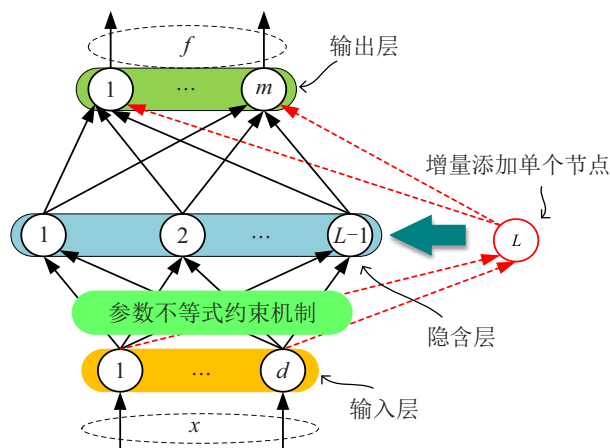 f
输出层
1 ... m
增量添加单个节点
1 2 ... L-1 L
参数不等式约束机制
隐含层
1 ... d
输入层
x